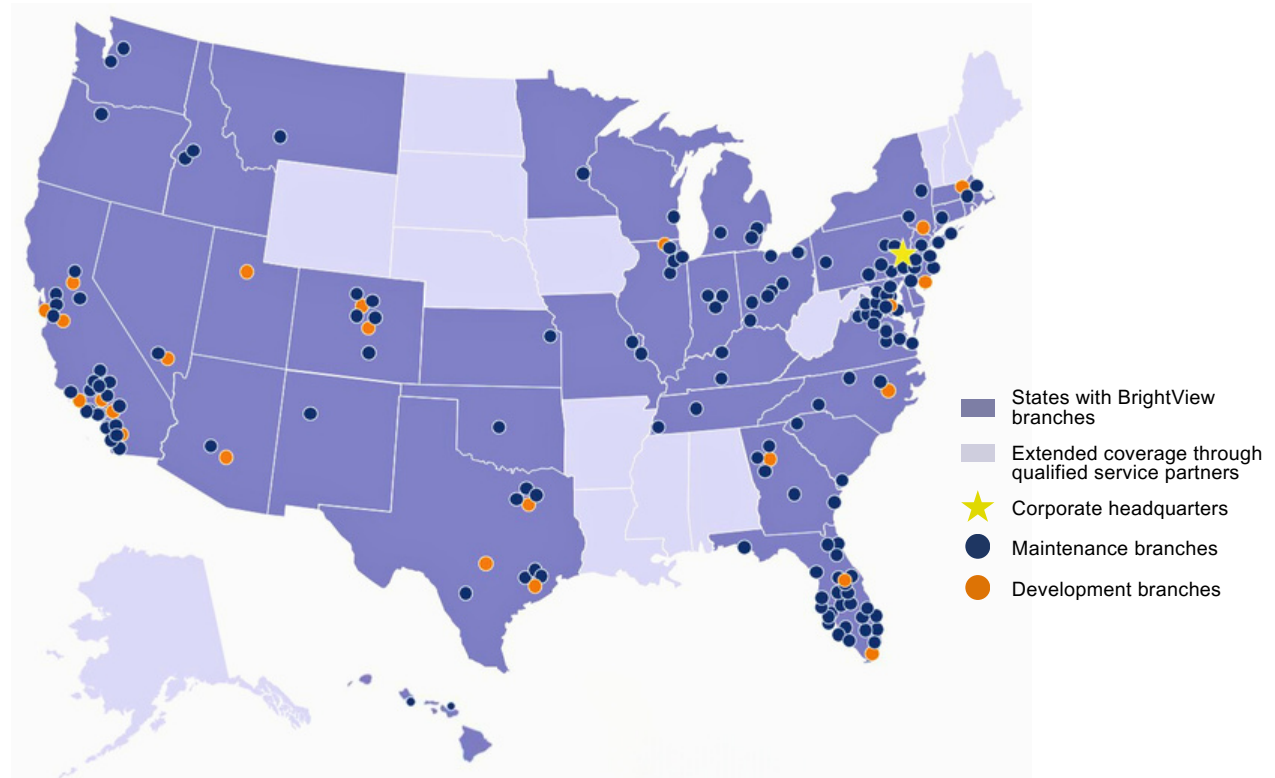 States with BrightView
branches
Extended coverage through
qualified service partners
Corporate headquarters
Maintenance branches
Development branches